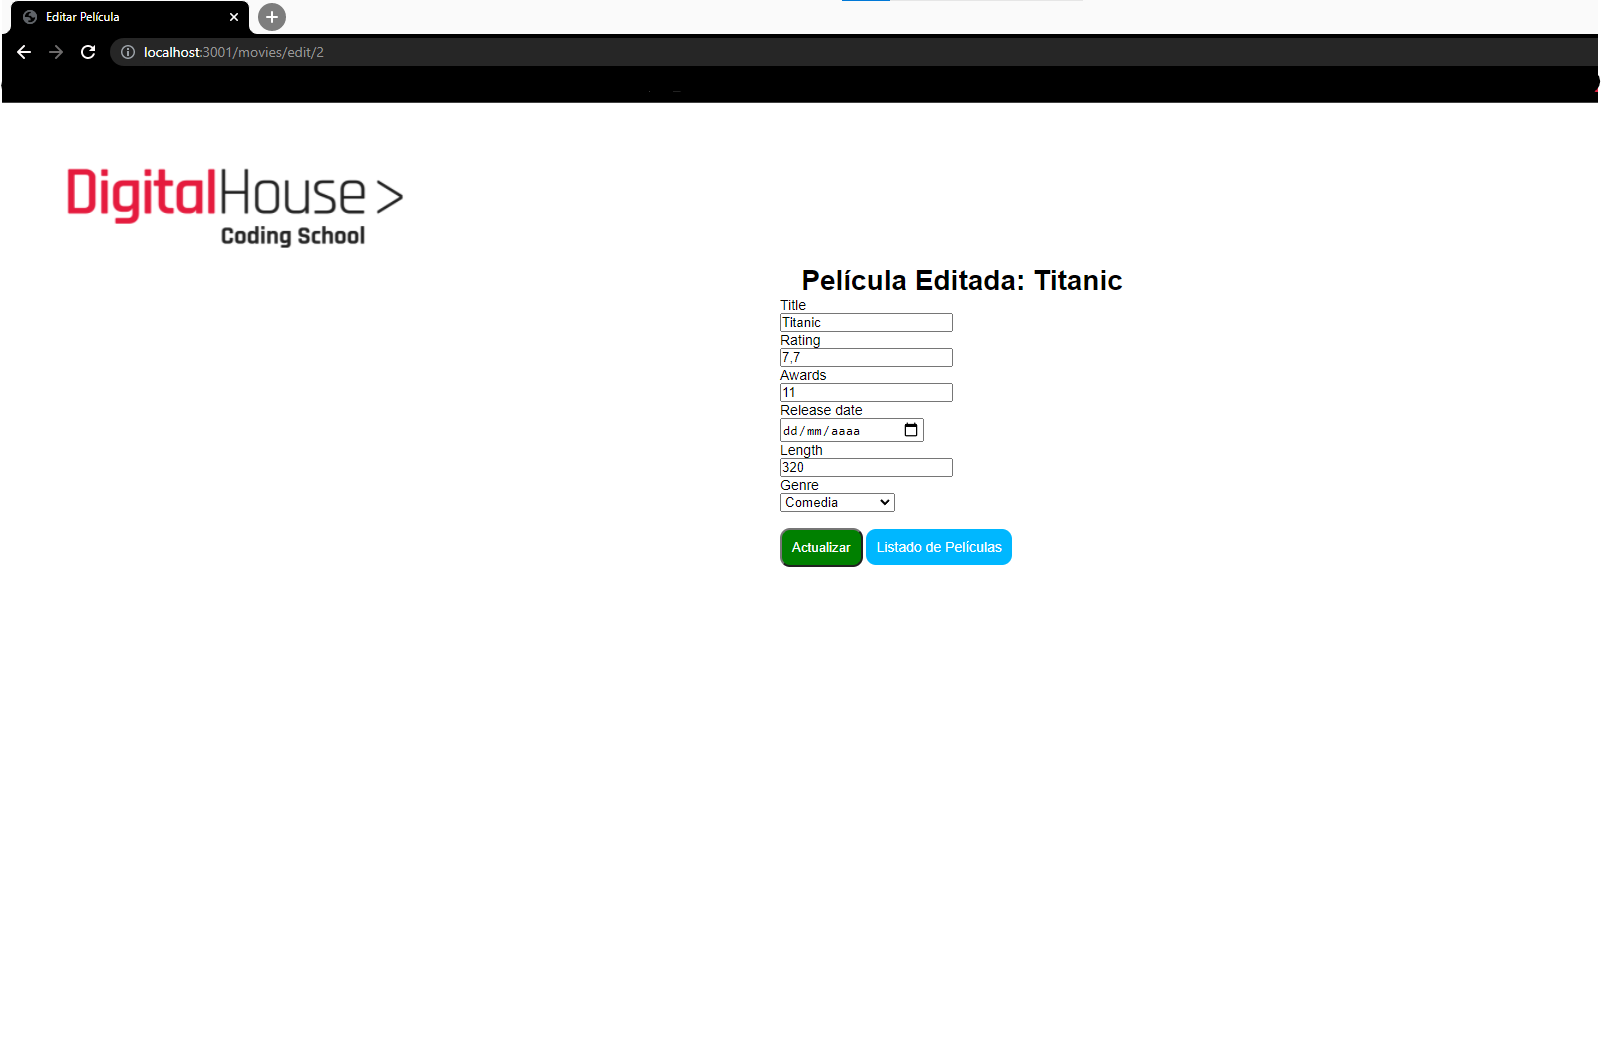 Editar Película
localhost:3001/movies/edit/2
DigitalHouse >
Coding School
Película Editada: Titanic
Title
Titanic
Rating
7,7
Awards
11
Release date
dd/mm/aaaa
Length
320
Genre
Comedia
Actualizar Listado de Películas